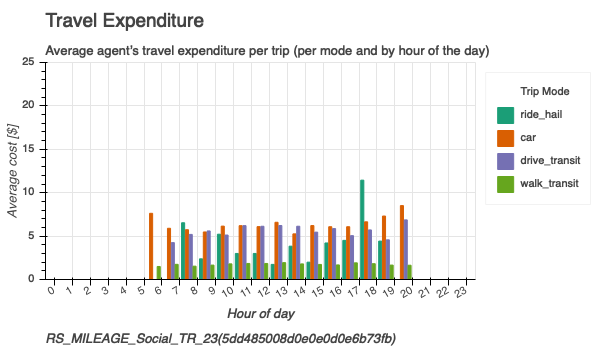 Travel Expenditure
Average agent's travel expenditure per trip (per mode and by hour of the day)
25
20
15
10
5
0
Average cost [$]
0 1 2 3 4 5 6 7 8 9 10 11 12 13 14 15 16 17 18 19 20 21 22 23
Hour of day
Trip Mode
ride_hail
car
drive_transit
walk_transit
RS_MILEAGE_Social_TR_23(5dd485008d0e0e0d0e6b73fb)